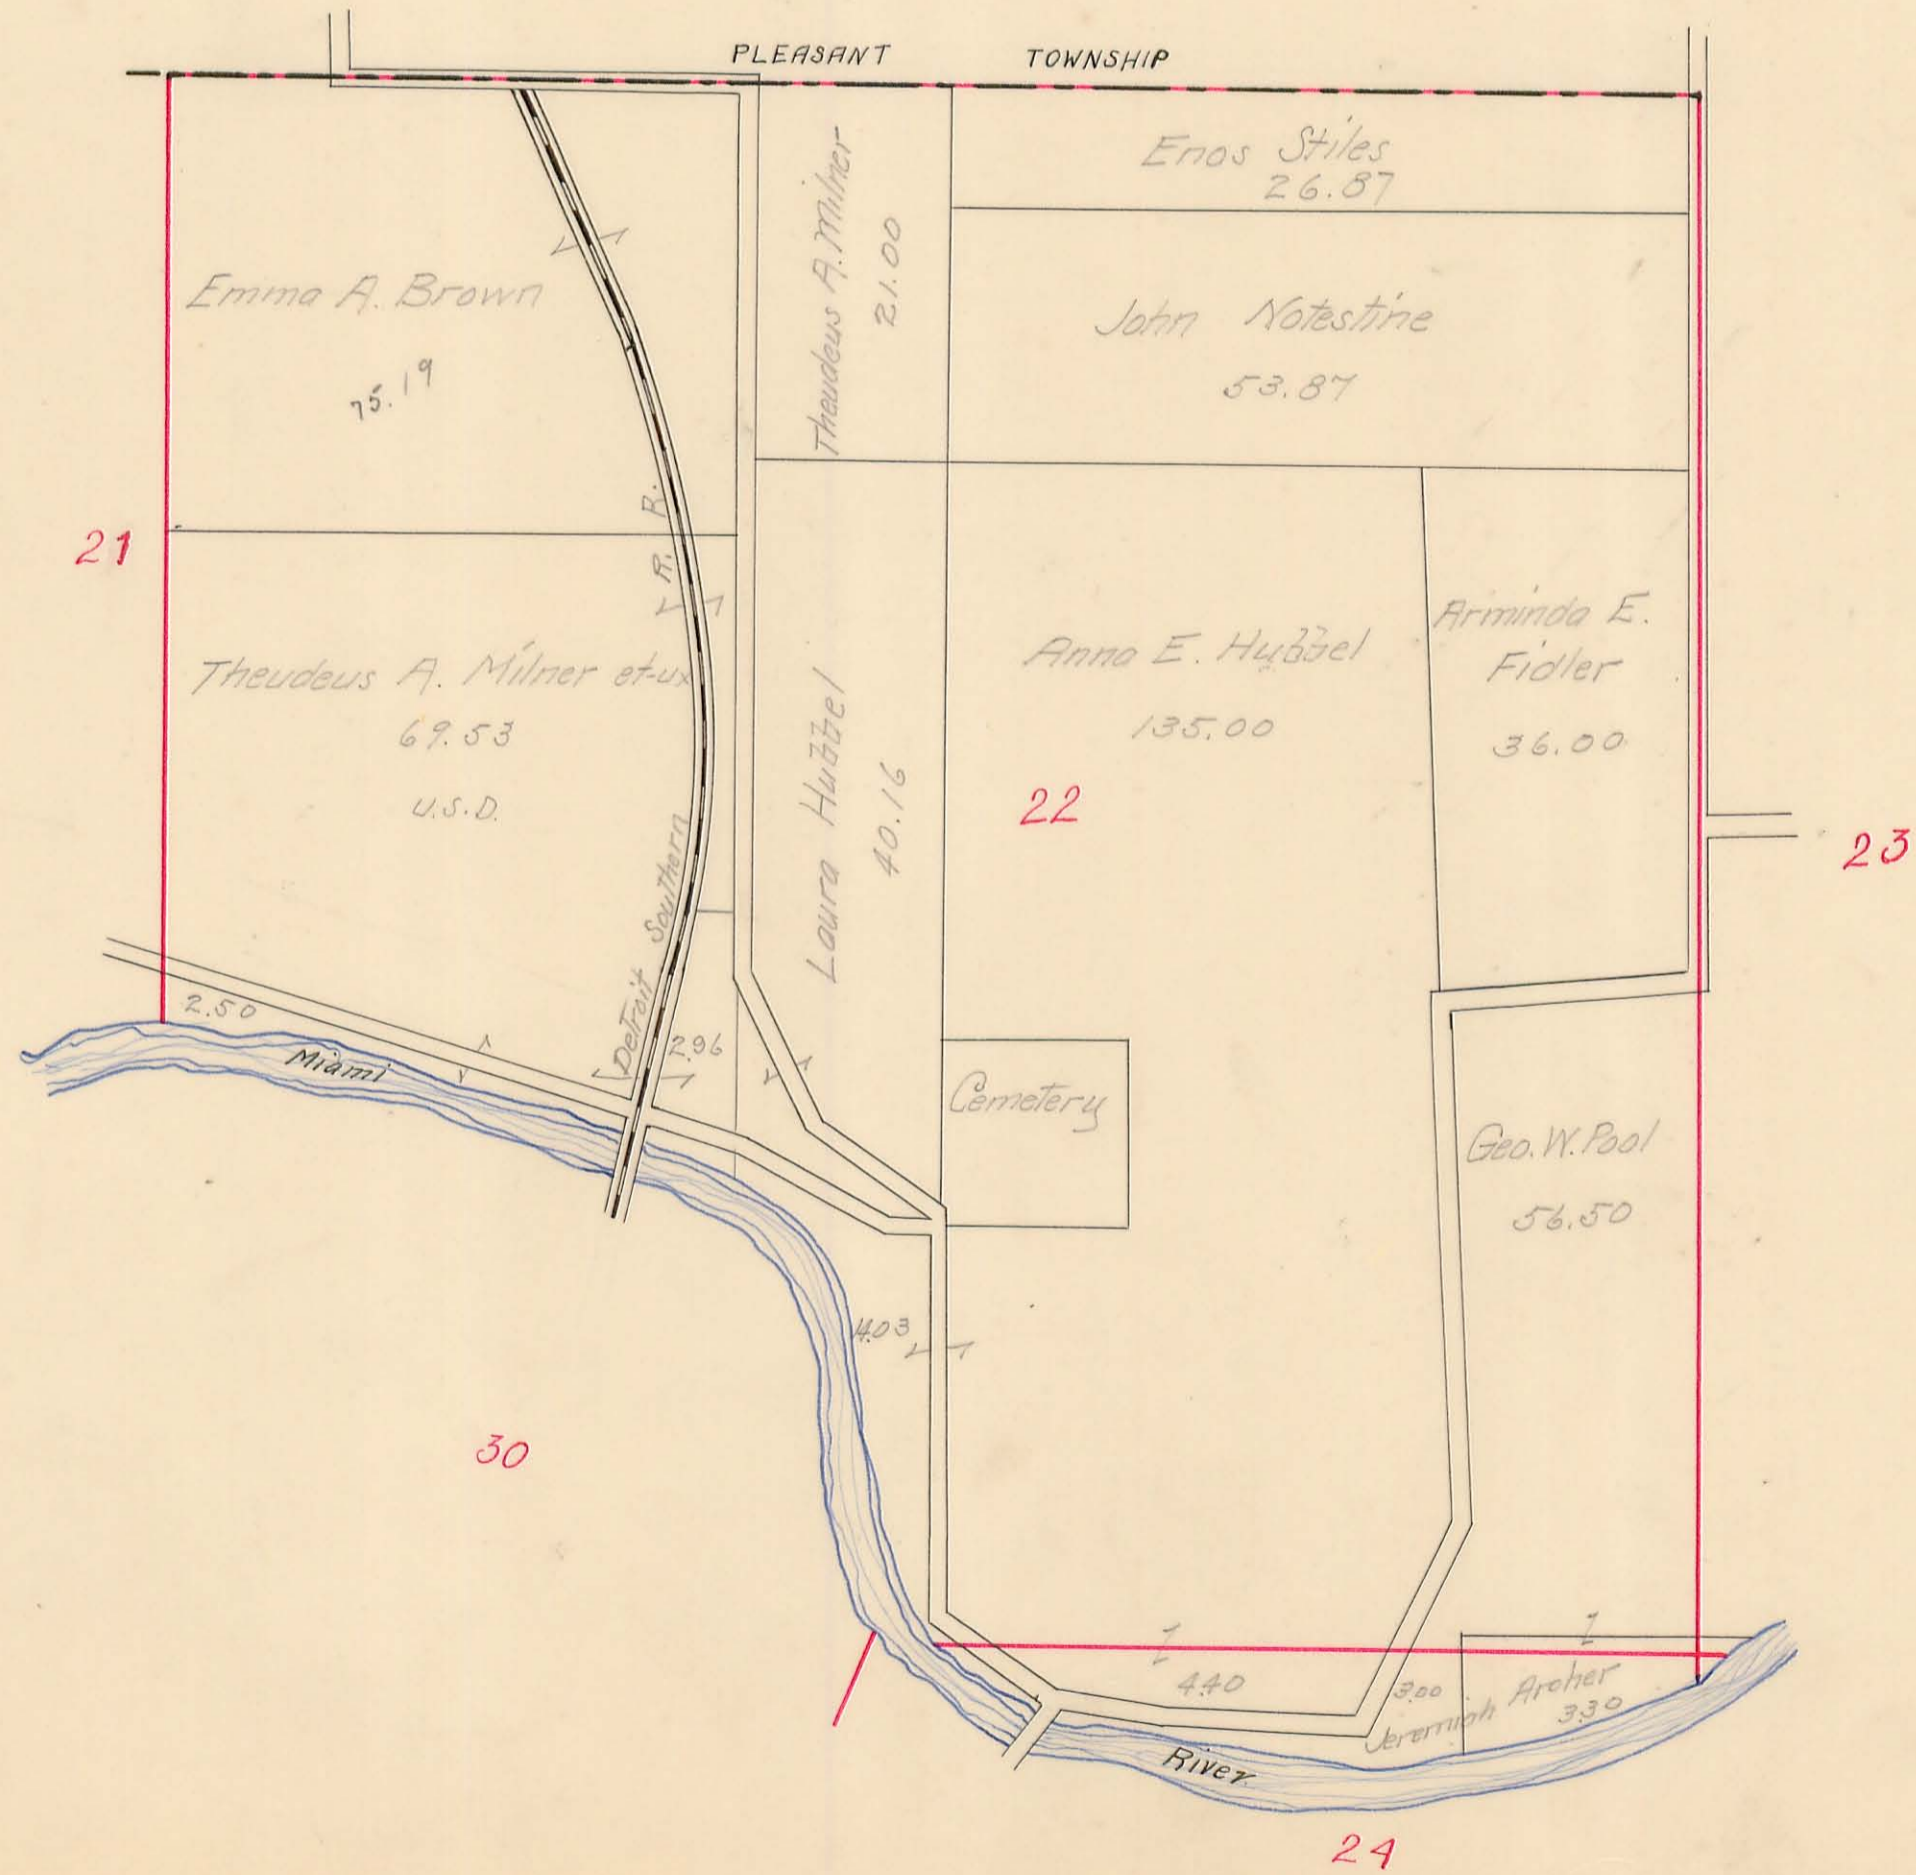 PLEASANT TOWNSHIP
Enos Stiles
26.87
Theudeus A. Milner
21.00
Emma A. Brown
75.19
John Notestine
53.87
21
R. R.
Theudeus A. Milner et-ux
69.53
U.S.D.
Laura Hubbel
40.16
Anna E. Hubbel
135.00
22
Arminda E.
Fidler
36.00
23
Detroit Southern
2.50
2.96
Miami
Cemetery
Geo. W. Pool
56.50
4.03
30
4.40
3.00
Jeremiah Archer
3.30
River
24